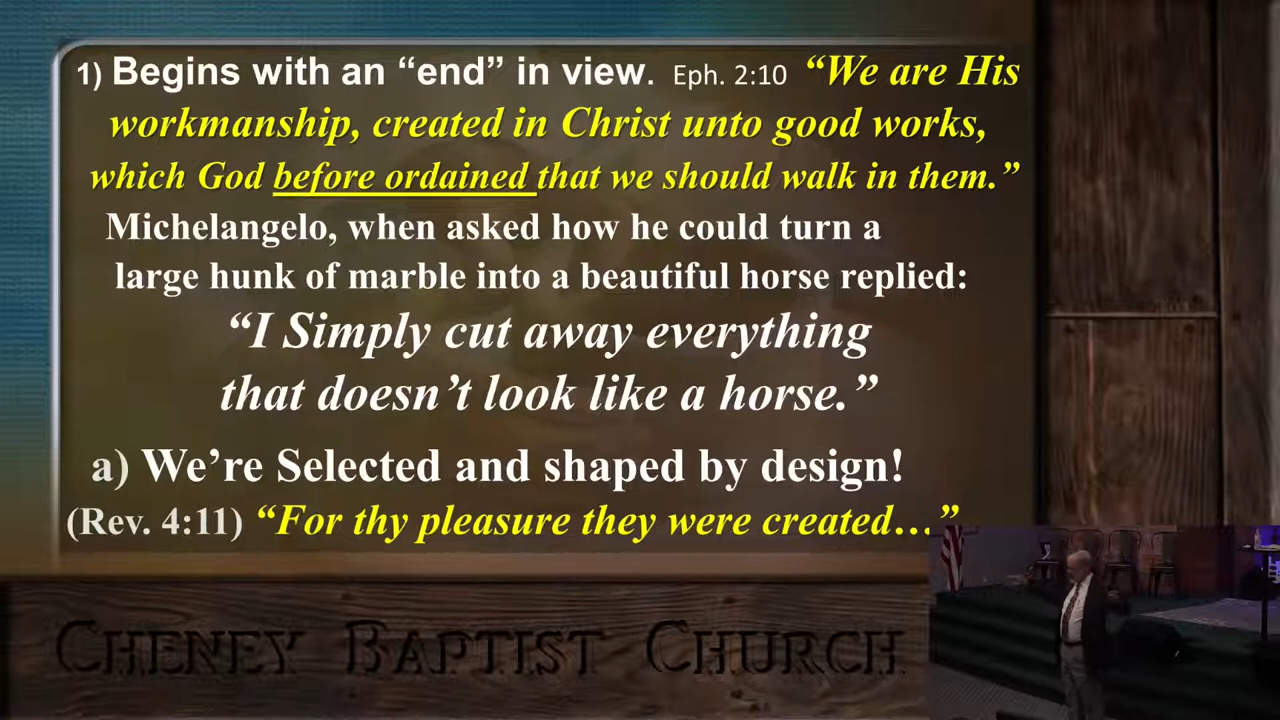 1) Begins with an “end” in view. Eph. 2:10 “We are His
workmanship, created in Christ unto good works,
which God before ordained that we should walk in them.”
Michelangelo, when asked how he could turn a
large hunk of marble into a beautiful horse replied:
“I Simply cut away everything
that doesn’t look like a horse.”
a) We’re Selected and shaped by design!
(Rev. 4:11) “For thy pleasure they were created…”
Cheney Baptist Church